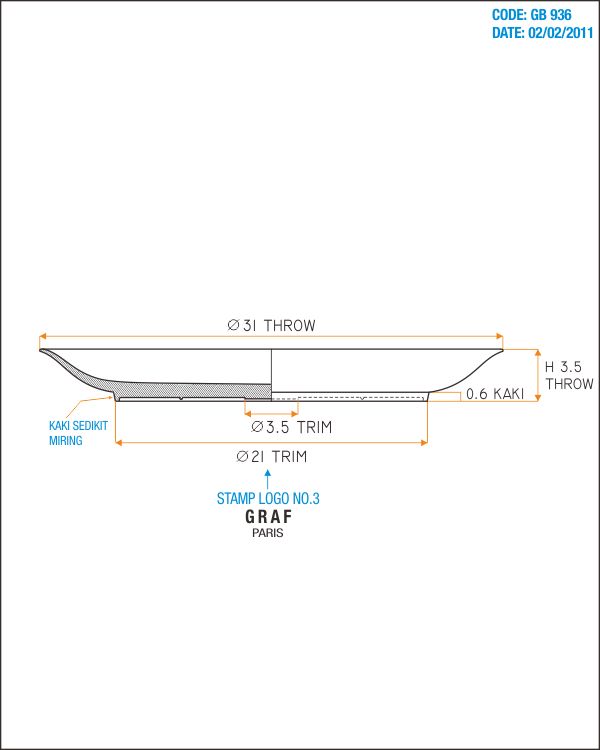 CODE: GB 936
DATE: 02/02/2011
Ø 31 THROW
H 3.5
THROW
0.6 KAKI
KAKI SEDIKIT
MIRING
Ø 3.5 TRIM
Ø 21 TRIM
STAMP LOGO NO.3
GRAF
PARIS